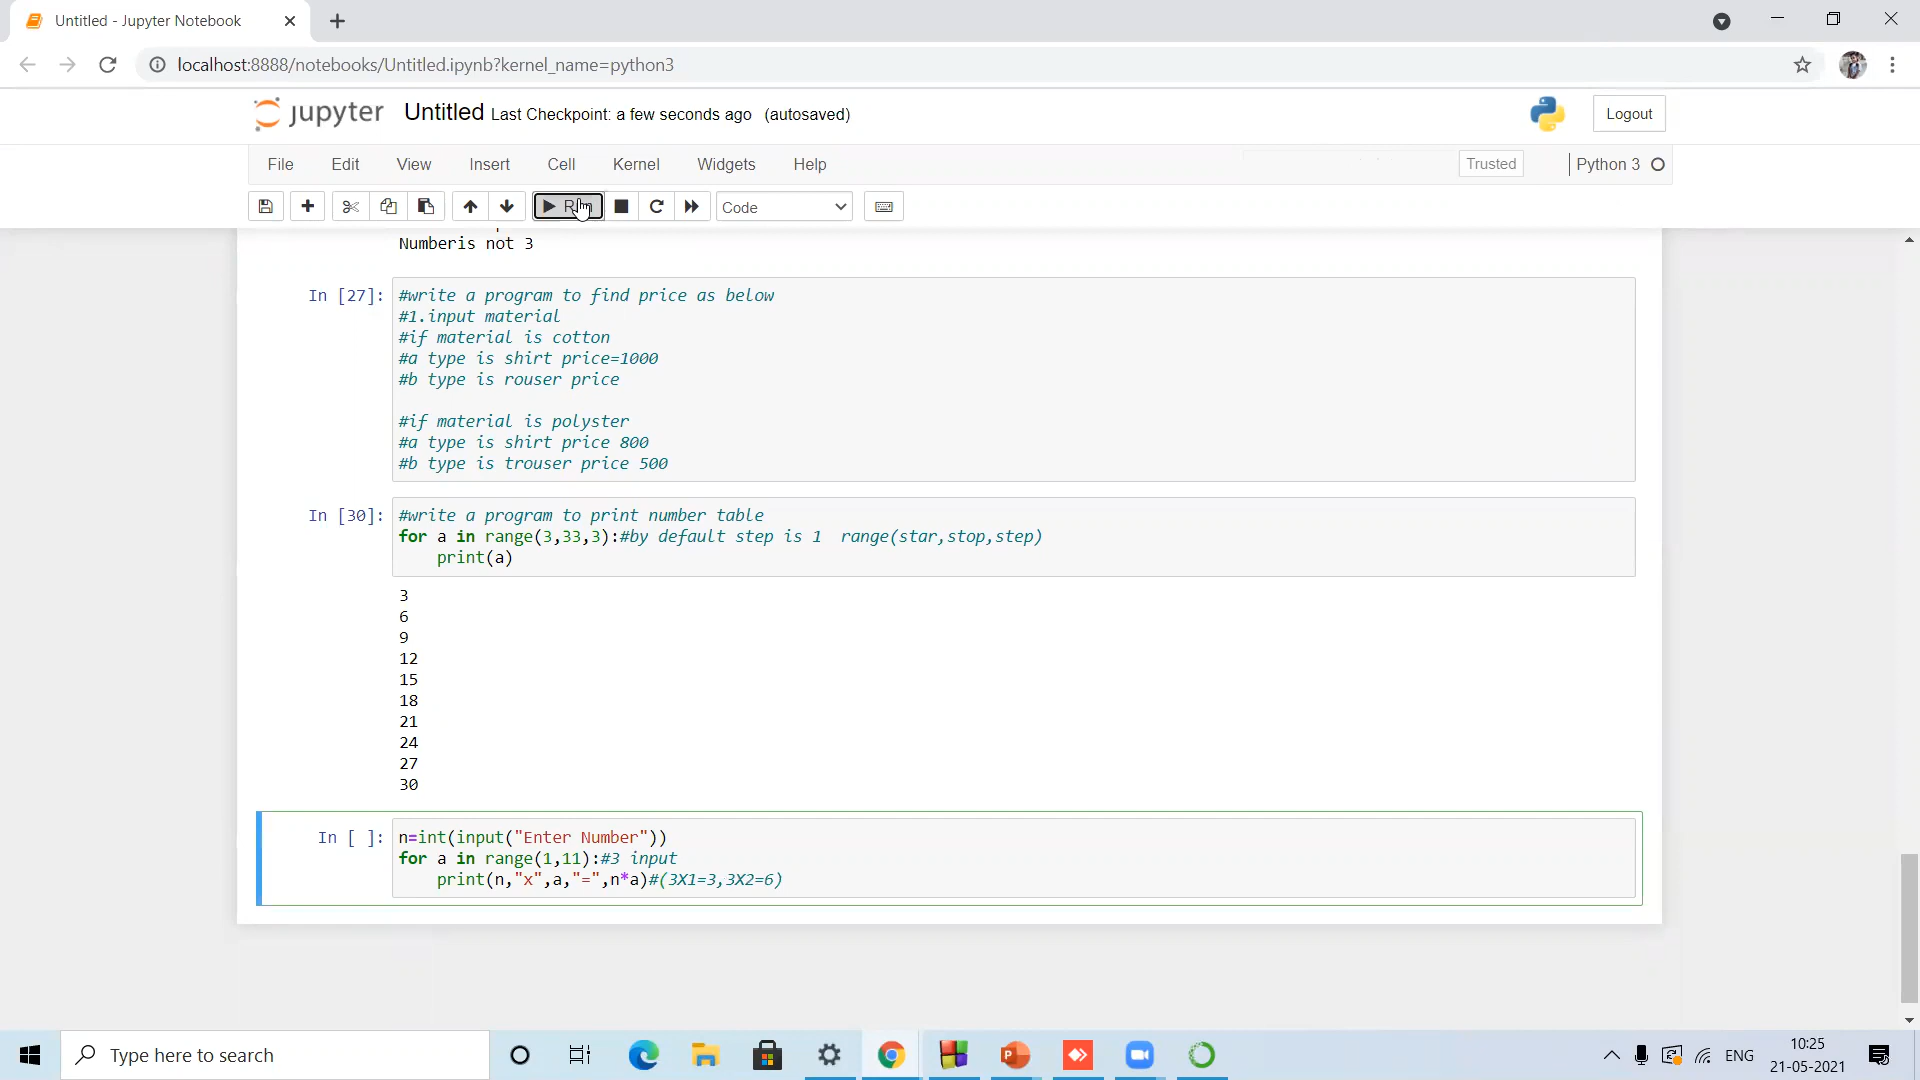 Untitled - Jupyter Notebook
localhost:8888/notebooks/Untitled.ipynb?kernel_name=python3
jupyter Untitled Last Checkpoint: a few seconds ago (autosaved)
Logout
File Edit View Insert Cell Kernel Widgets Help
Trusted
Python 3
Code
Numberis not 3
In [27]: #write a program to find price as below
#1.input material
#if material is cotton
#a type is shirt price=1000
#b type is rouser price
#if material is polyster
#a type is shirt price 800
#b type is trouser price 500
In [30]: #write a program to print number table
for a in range(3,33,3):#by default step is 1  range(star,stop,step)
print(a)
3
6
9
12
15
18
21
24
27
30
In [ ]: n=int(input("Enter Number"))
for a in range(1,11):#3 input
print(n,"x",a,"=",n*a)#(3X1=3,3X2=6)
Type here to search
ENG
10:25
21-05-2021